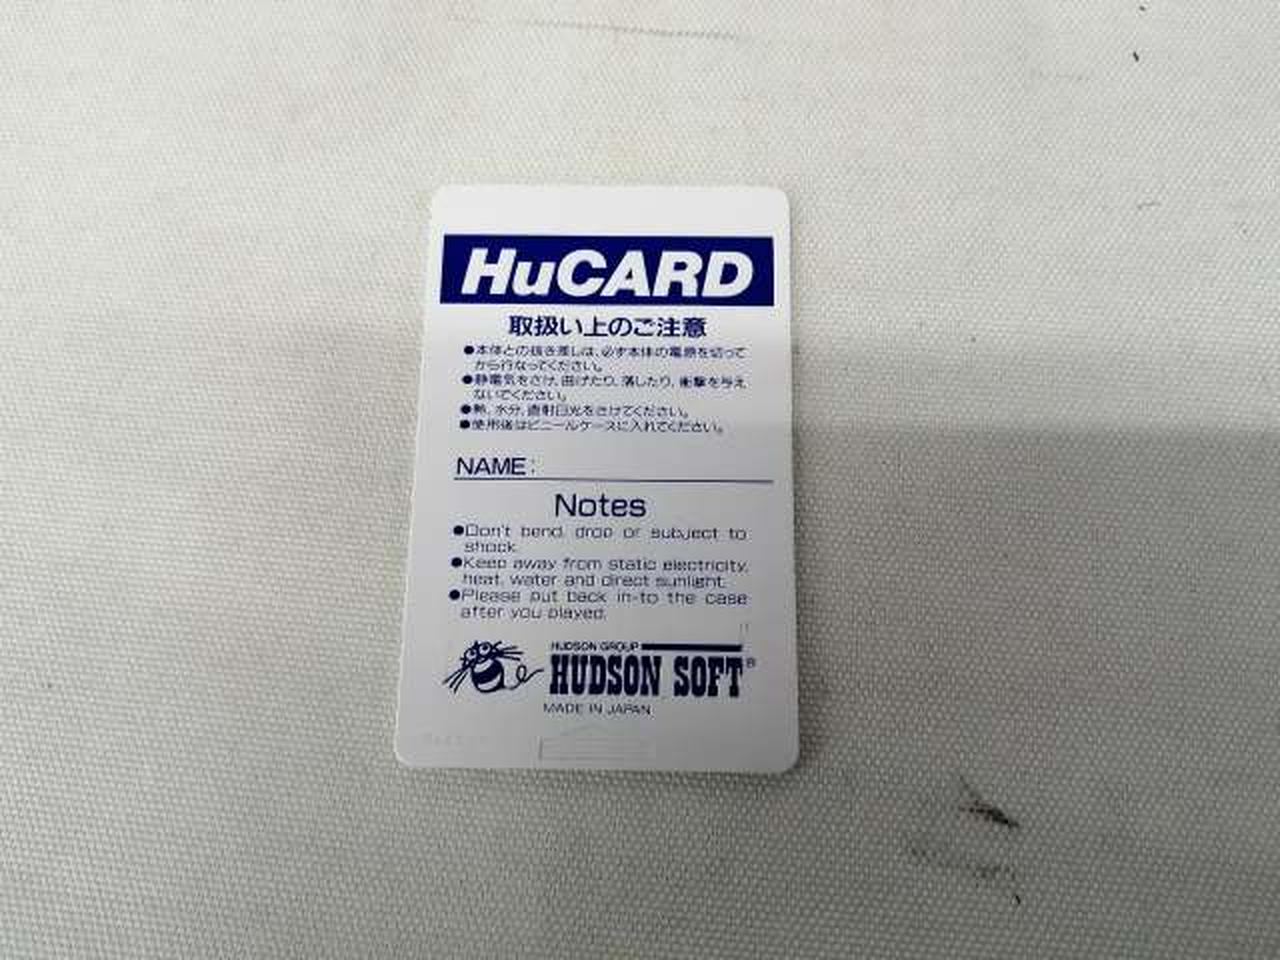 HuCARD
取扱い上のご注意
●本体との抜き差しは、必ず本体の電源を切って
から行なってください。
●静電気をさけ、曲げたり、落したり、衝撃を与え
ないでください。
●熱、水分、直射日光をさけてください。
●使用後はビニールケースに入れてください。
NAME:
Notes
●Don't bend, drop or subject to
shock.
●Keep away from static electricity,
heat, water and direct sunlight.
●Please put back in-to the case
after you played.
HUDSON GROUP
HUDSON SOFT®
MADE IN JAPAN